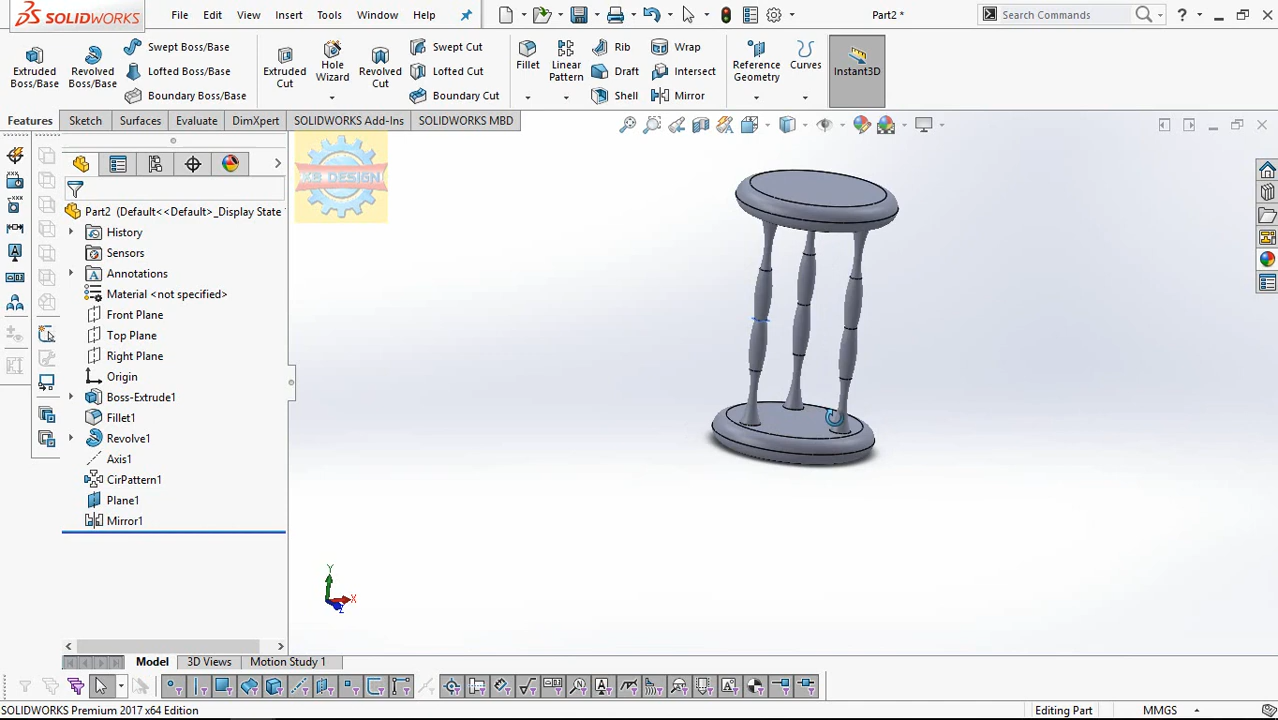 SOLIDWORKS
File Edit View Insert Tools Window Help
Part2 *
Search Commands
?
Extruded Boss/Base
Revolved Boss/Base
Swept Boss/Base
Lofted Boss/Base
Boundary Boss/Base
Extruded Cut
Hole Wizard
Revolved Cut
Swept Cut
Lofted Cut
Boundary Cut
Fillet
Linear Pattern
Rib
Draft
Shell
Wrap
Intersect
Mirror
Reference Geometry
Curves
Instant3D
Features Sketch Surfaces Evaluate DimXpert SOLIDWORKS Add-Ins SOLIDWORKS MBD
KB DESIGN
Part2 (Default<<Default>_Display State
History
Sensors
Annotations
Material <not specified>
Front Plane
Top Plane
Right Plane
Origin
Boss-Extrude1
Fillet1
Revolve1
Axis1
CirPattern1
Plane1
Mirror1
Y
X
Z
Model 3D Views Motion Study 1
SOLIDWORKS Premium 2017 x64 Edition
Editing Part
MMGS